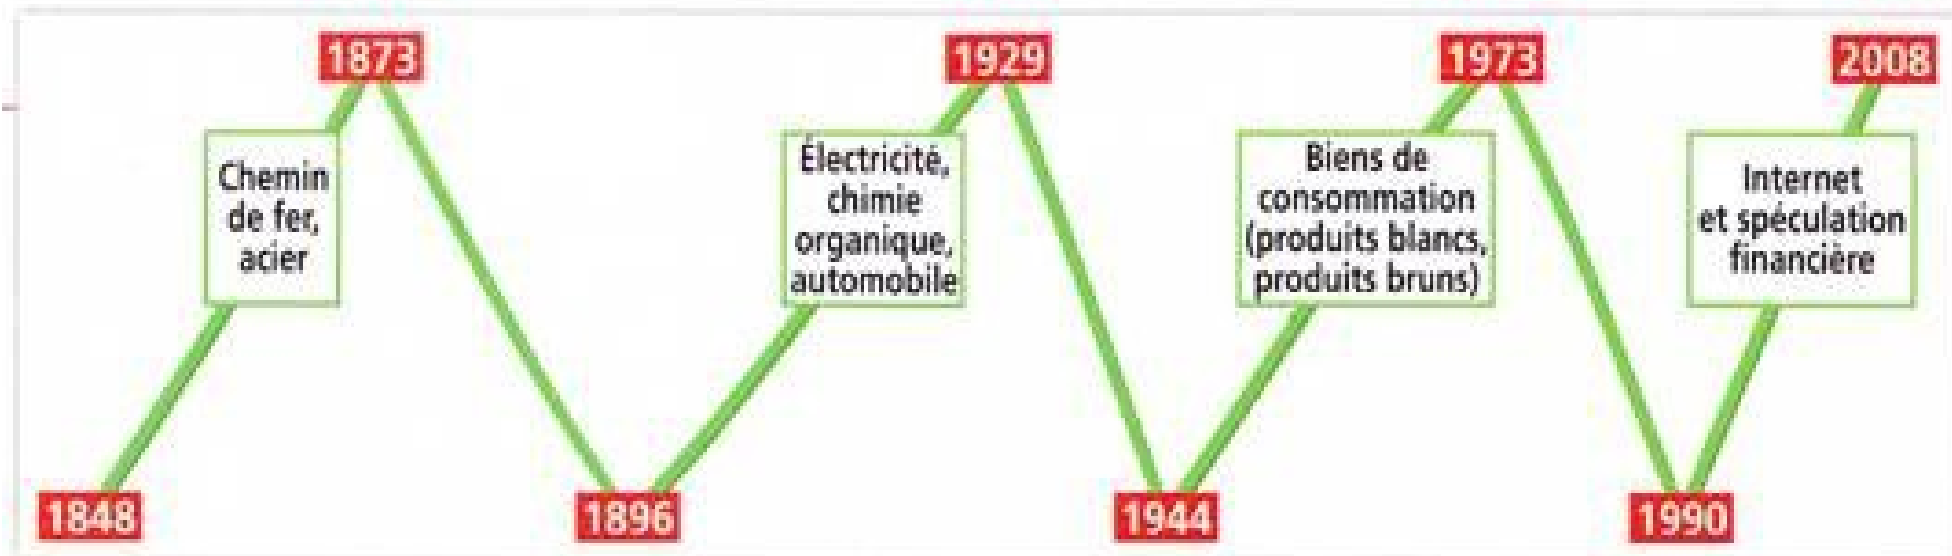 1873
1929
1973
2008
Chemin
de fer,
acier
Électricité,
chimie
organique,
automobile
Biens de
consommation
(produits blancs,
produits bruns)
Internet
et spéculation
financière
1848
1896
1944
1990